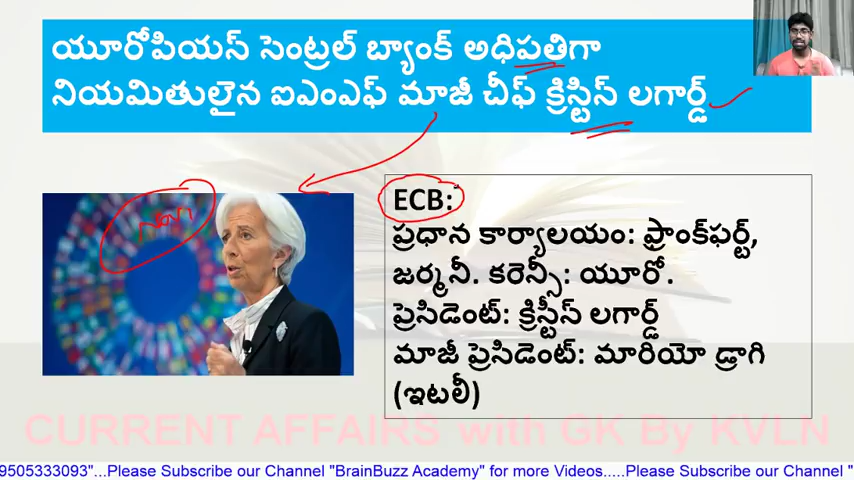 యూరోపియన్ సెంట్రల్ బ్యాంక్ అధిపతిగా
నియమితులైన ఐఎంఎఫ్ మాజీ చీఫ్ క్రిస్టిస్ లగార్డ్
ECB:
ప్రధాన కార్యాలయం: ఫ్రాంక్‌ఫర్ట్,
జర్మనీ. కరెన్సీ: యూరో.
ప్రెసిడెంట్: క్రిస్టీస్ లగార్డ్
మాజీ ప్రెసిడెంట్: మారియో డ్రాగి
(ఇటలీ)
CURRENT AFFAIRS with GK By KVLN
9505333093"...Please Subscribe our Channel "BrainBuzz Academy" for more Videos.....Please Subscribe our Channel "